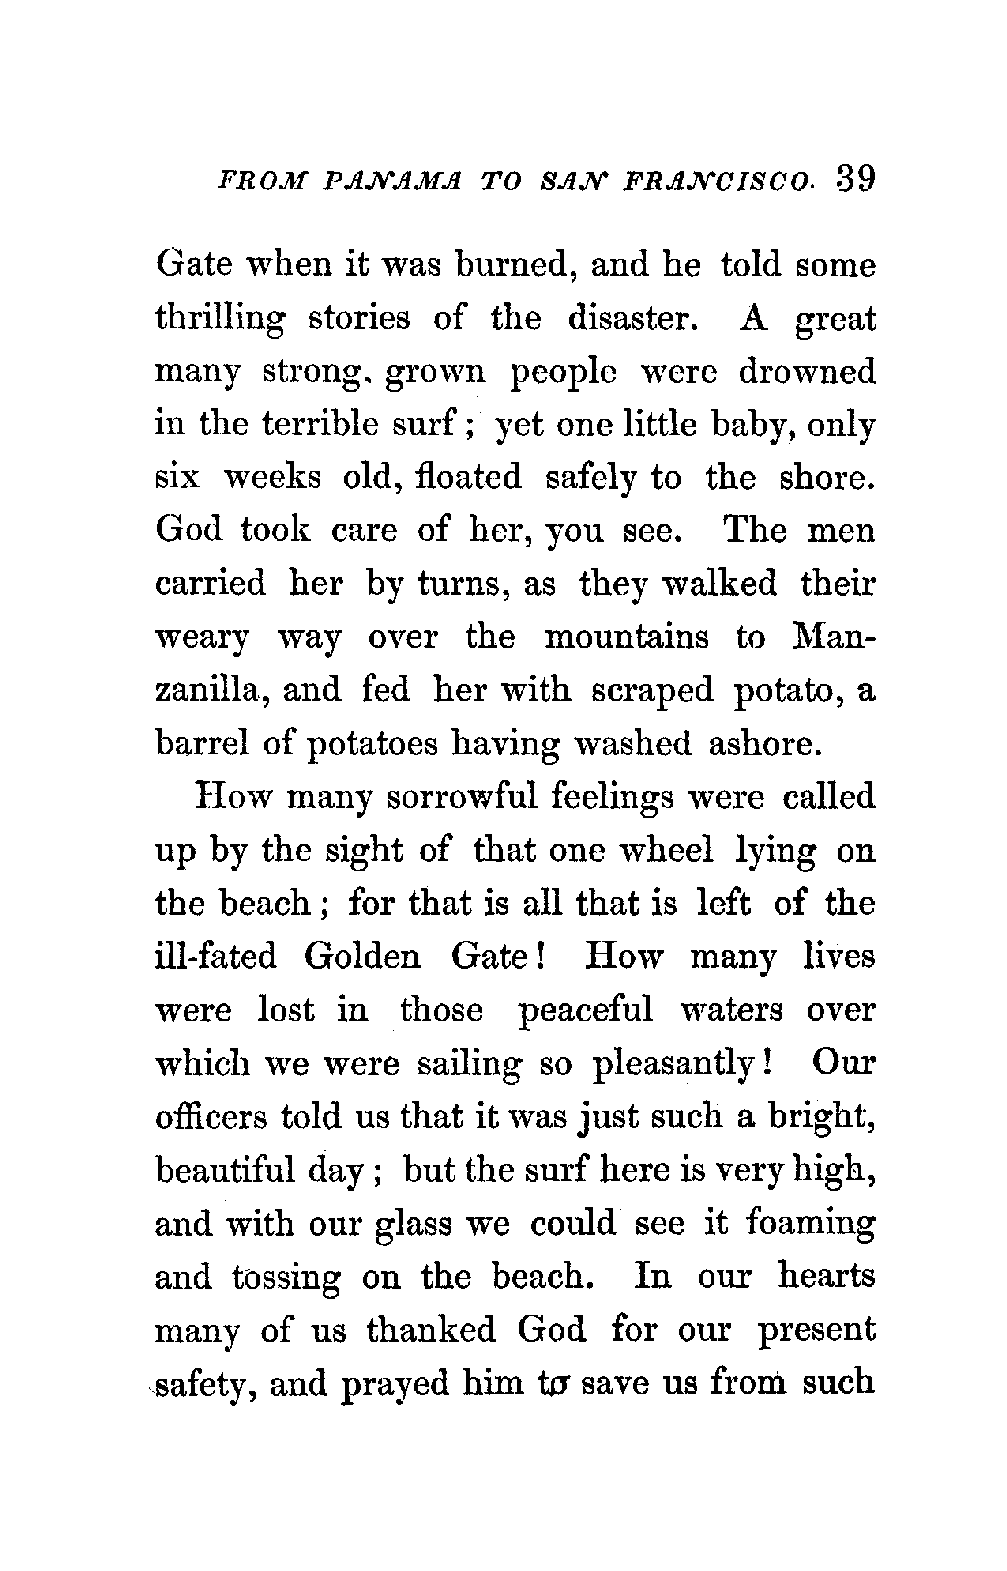 FROM PANAMA TO SAN FRANCISCO. 39
Gate when it was burned, and he told some
thrilling stories of the disaster. A great
many strong, grown people were drowned
in the terrible surf; yet one little baby, only
six weeks old, floated safely to the shore.
God took care of her, you see. The men
carried her by turns, as they walked their
weary way over the mountains to Man-
zanilla, and fed her with scraped potato, a
barrel of potatoes having washed ashore.
How many sorrowful feelings were called
up by the sight of that one wheel lying on
the beach; for that is all that is left of the
ill-fated Golden Gate! How many lives
were lost in those peaceful waters over
which we were sailing so pleasantly! Our
officers told us that it was just such a bright,
beautiful day; but the surf here is very high,
and with our glass we could see it foaming
and tossing on the beach. In our hearts
many of us thanked God for our present
safety, and prayed him to save us from such